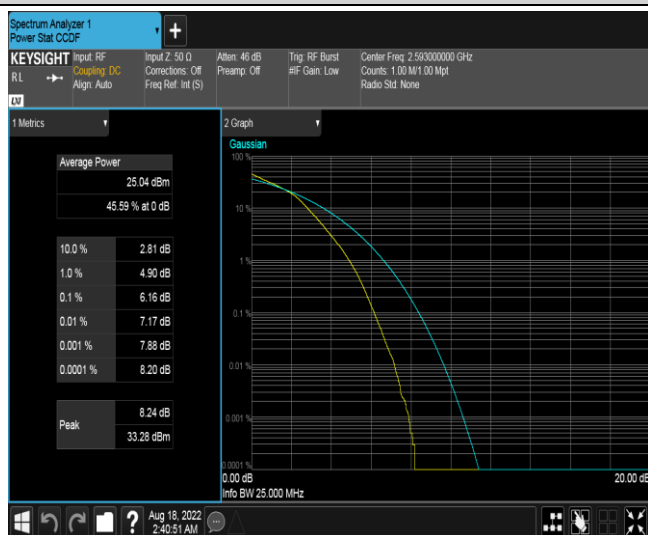 Spectrum Analyzer 1
Power Stat CCDF
+
KEYSIGHT
Input: RF
Coupling: DC
Align: Auto
Input Z: 50 Ω
Corrections: Off
Freq Ref: Int (S)
Atten: 46 dB
Preamp: Off
Trig: RF Burst
#IF Gain: Low
Center Freq: 2.593000000 GHz
Counts: 1.00 M/1.00 Mpt
Radio Std: None
R L
LXI
1 Metrics
Average Power
25.04 dBm
45.59 % at 0 dB
10.0 % 2.81 dB
1.0 % 4.90 dB
0.1 % 6.16 dB
0.01 % 7.17 dB
0.001 % 7.88 dB
0.0001 % 8.20 dB
Peak
8.24 dB
33.28 dBm
2 Graph
Gaussian
100 %
10 %
1 %
0.1 %
0.01 %
0.001 %
0.0001 %
0.00 dB
20.00 dB
Info BW 25.000 MHz
?
Aug 18, 2022
2:40:51 AM